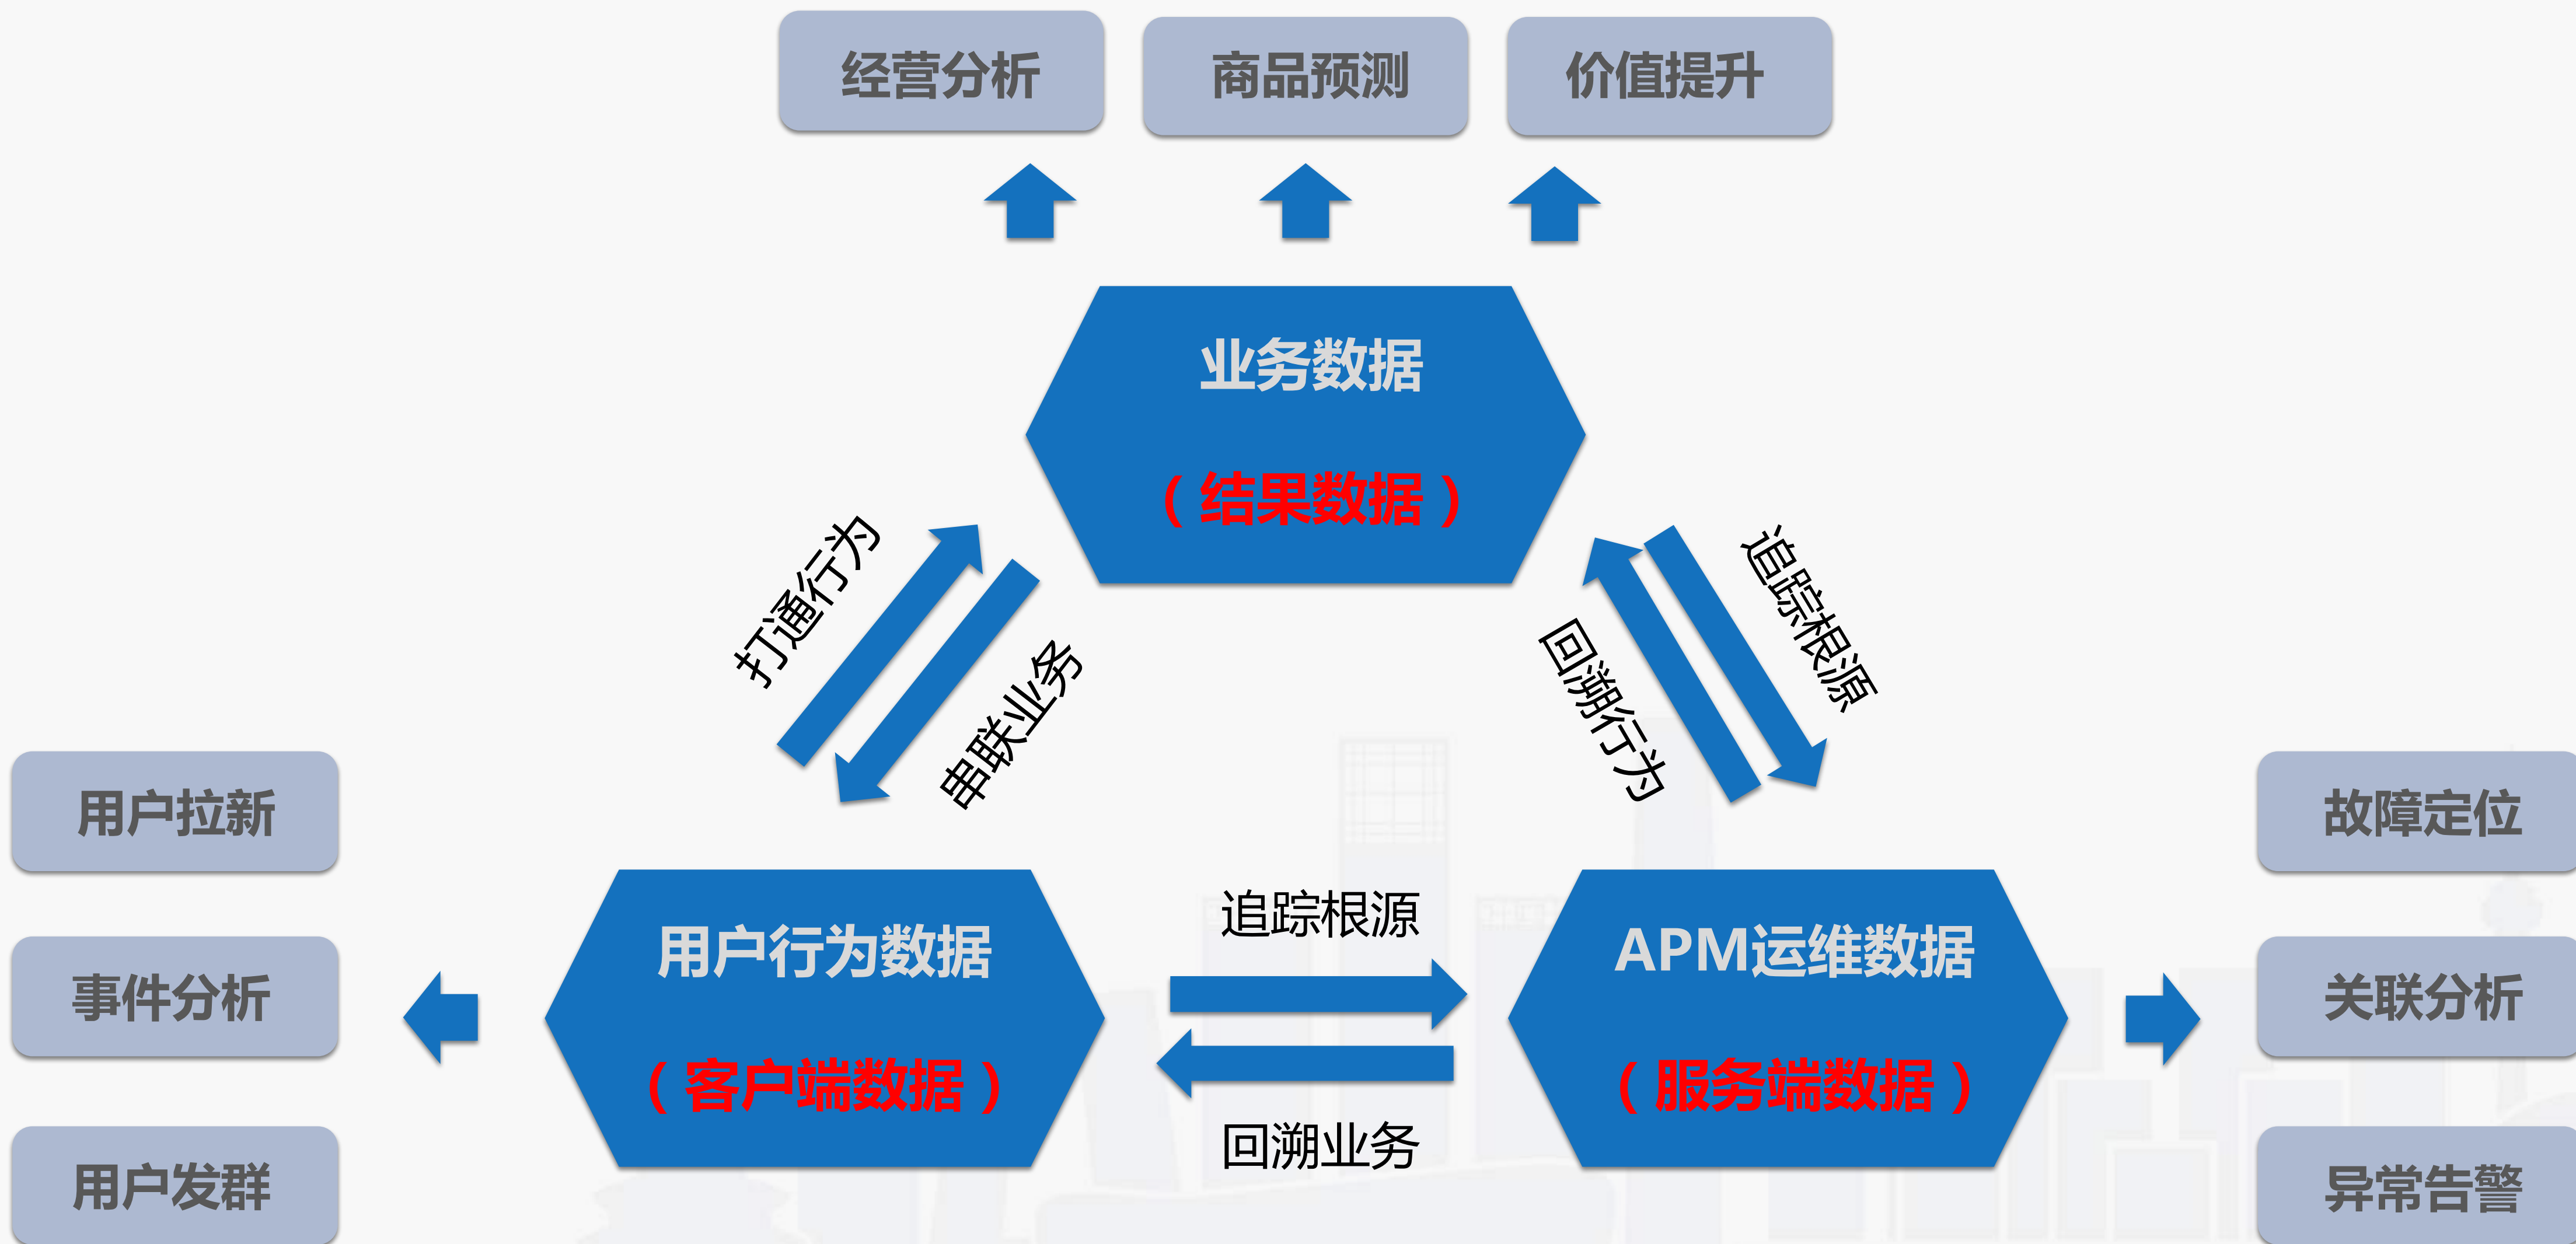 经营分析
商品预测
价值提升
业务数据
（结果数据）
打通行为
串联业务
回溯行为
追踪根源
用户拉新
事件分析
用户发群
用户行为数据
（客户端数据）
追踪根源
回溯业务
APM运维数据
（服务端数据）
故障定位
关联分析
异常告警